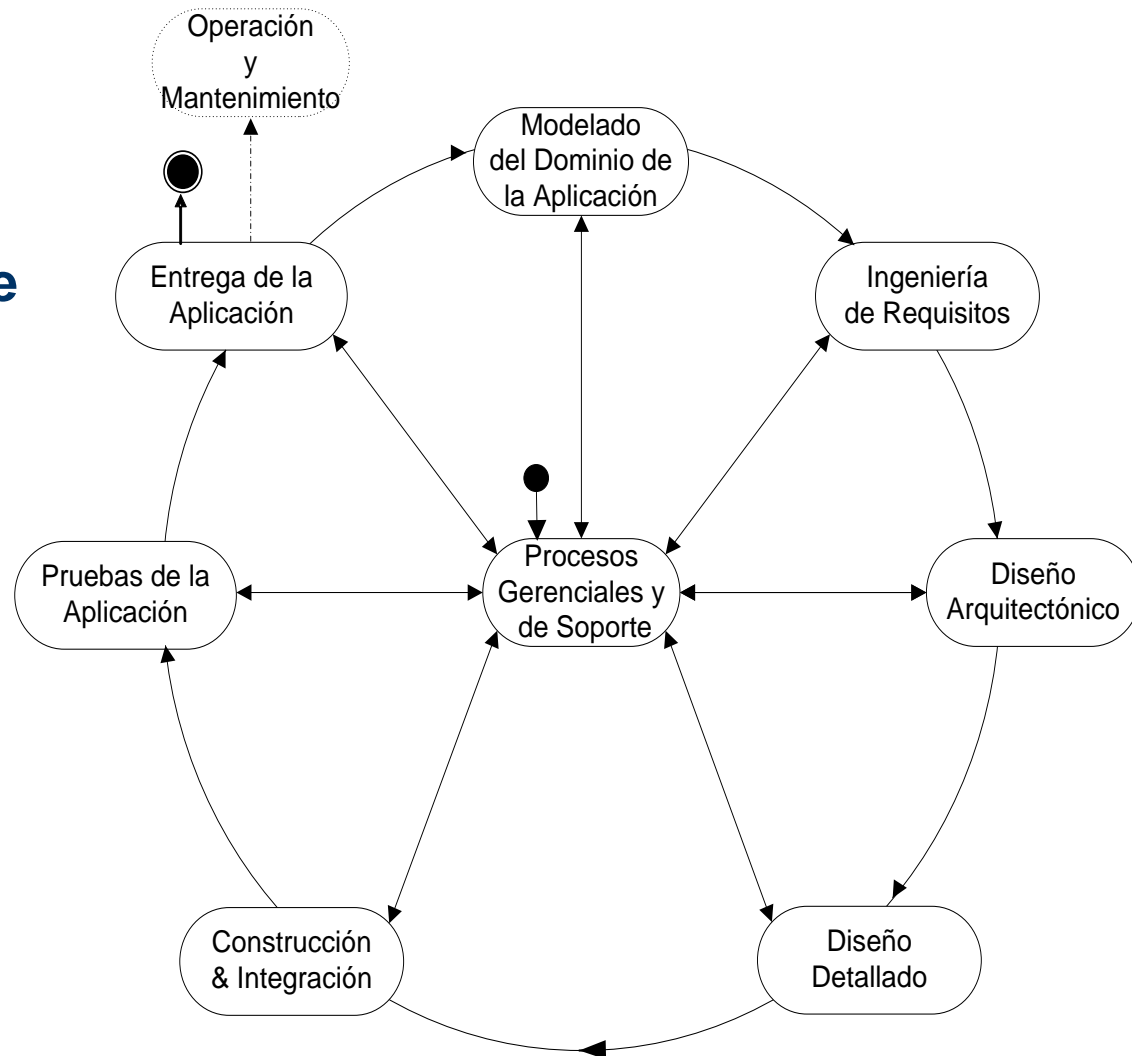 Operación
y
Mantenimiento
Modelado
del Dominio de
la Aplicación
e
Entrega de la
Aplicación
Ingeniería
de Requisitos
Procesos
Gerenciales y
de Soporte
Pruebas de la
Aplicación
Diseño
Arquitectónico
Construcción
& Integración
Diseño
Detallado